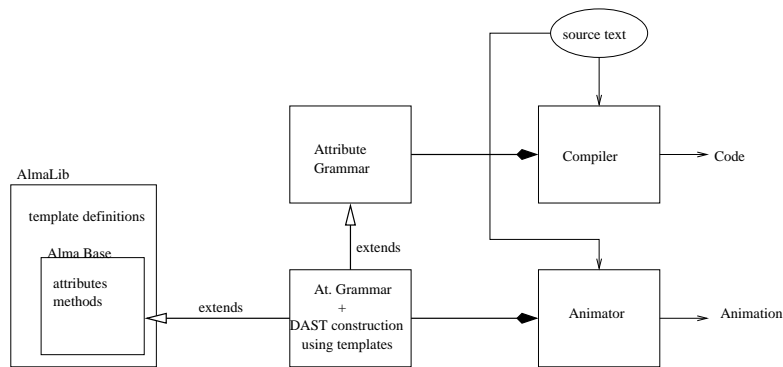 source text
Attribute
Grammar
Compiler
Code
AlmaLib
template definitions
extends
Alma Base
attributes
methods
extends
At. Grammar
+
DAST construction
using templates
Animator
Animation